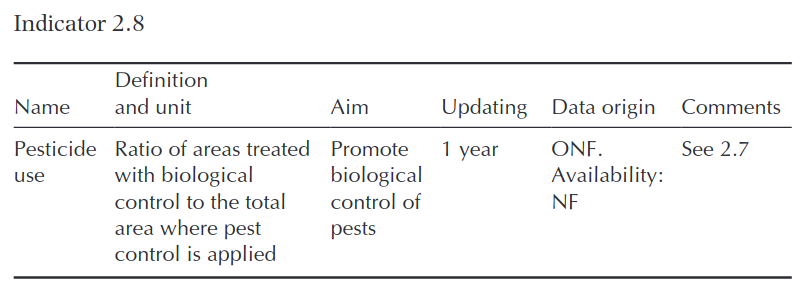 Indicator 2.8
Definition
Name and unit Aim Updating Data origin Comments
Pesticide Ratio of areas treated Promote 1 year ONF. See 2.7
use with biological biological Availability:
control to the total control of NF
area where pest pests
control is applied